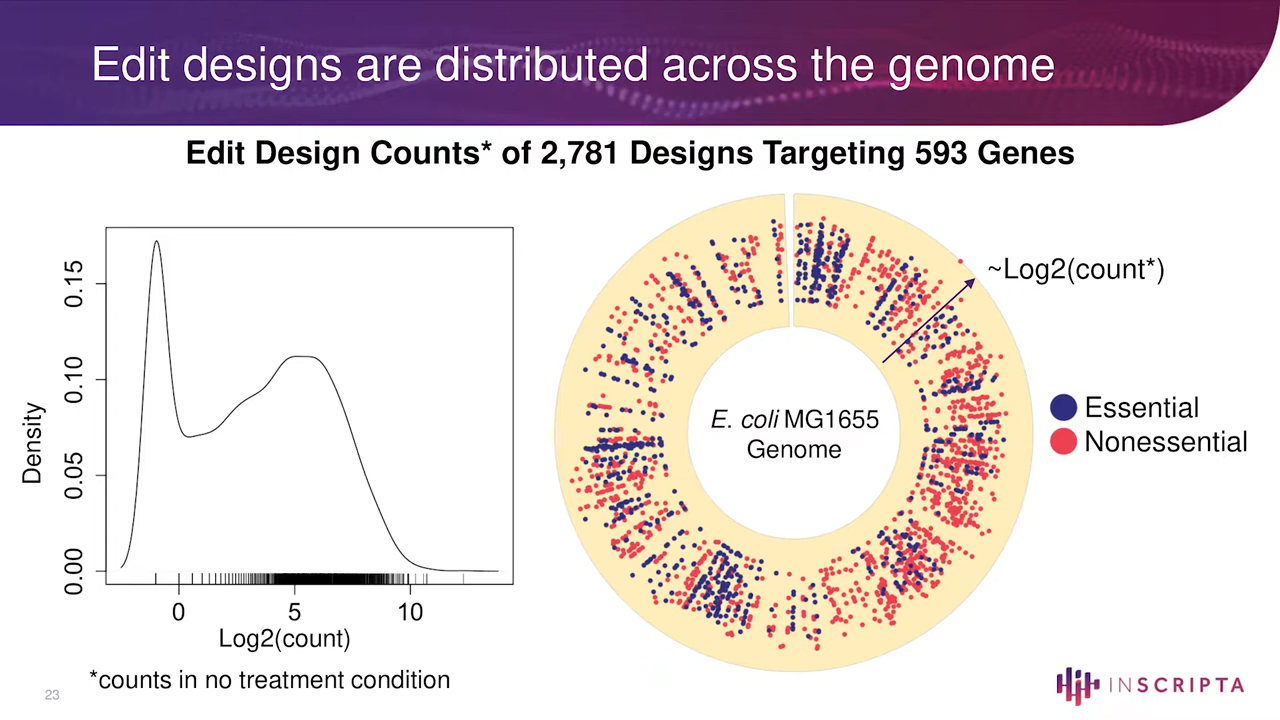 Edit designs are distributed across the genome
Edit Design Counts* of 2,781 Designs Targeting 593 Genes
Density
0.00
0.05
0.10
0.15
0
5
10
Log2(count)
*counts in no treatment condition
~Log2(count*)
E. coli MG1655
Genome
Essential
Nonessential
23
INSCRIPTA